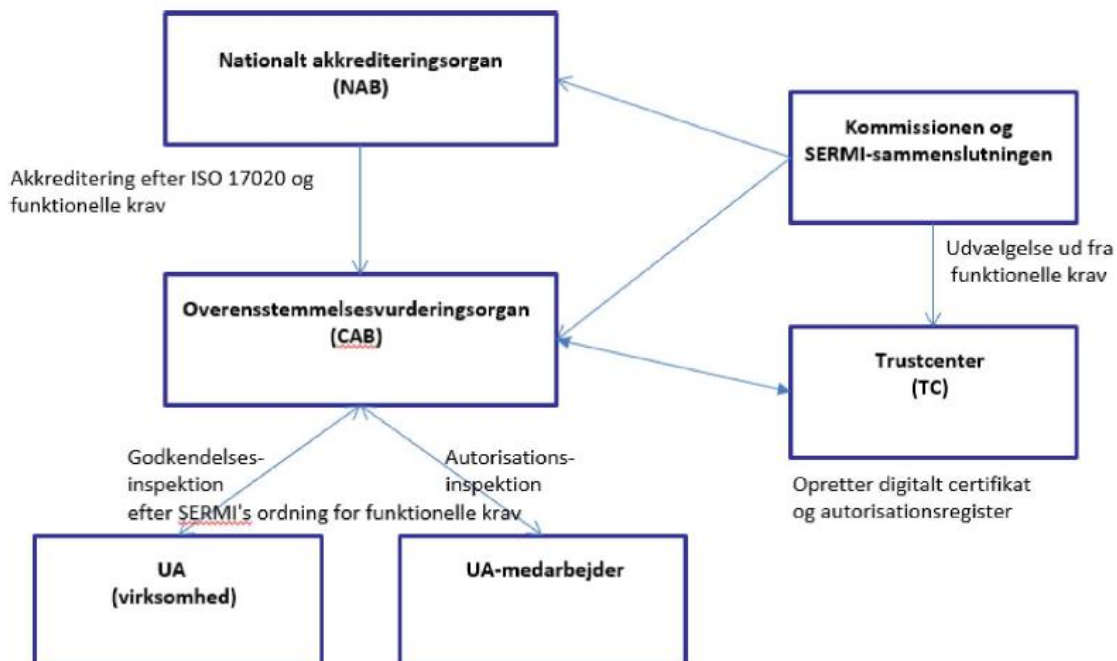 Nationalt akkrediteringsorgan
(NAB)
Kommissionen og
SERMI-sammenslutningen
Akkreditering efter ISO 17020 og
funktionelle krav
Udvælgelse ud fra
funktionelle krav
Overensstemmelsesvurderingsorgan
(CAB)
Trustcenter
(TC)
Godkendelses-
inspektion
Autorisations-
inspektion
efter SERMI's ordning for funktionelle krav
Opretter digitalt certifikat
og autorisationsregister
UA
(virksomhed)
UA-medarbejder